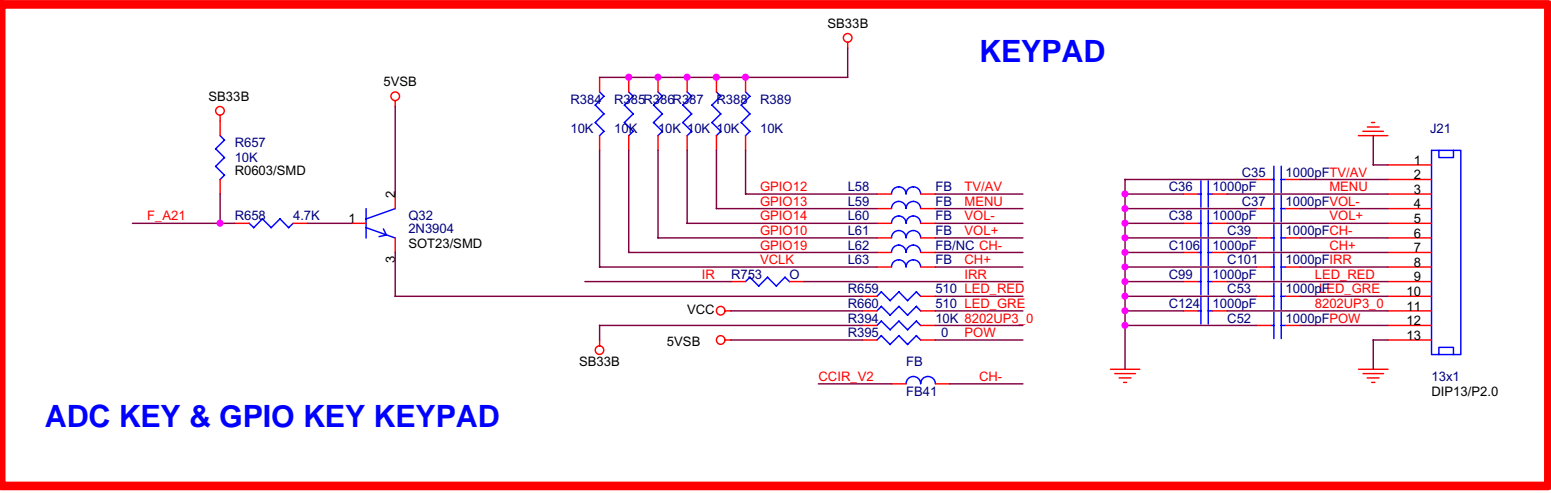 SB33B
KEYPAD
SB33B
5VSB
R657
10K
R0603/SMD
R384 R385 R386 R387 R388 R389
10K 10K 10K 10K 10K 10K
F_A21 R658 4.7K
1
2
3
Q32
2N3904
SOT23/SMD
GPIO12 L58 FB TV/AV
GPIO13 L59 FB MENU
GPIO14 L60 FB VOL-
GPIO10 L61 FB VOL+
GPIO19 L62 FB/NC CH-
VCLK L63 FB CH+
IR R753 O IRR
R659 510 LED_RED
VCC R660 510 LED_GRE
R394 10K 8202UP3_0
5VSB R395 0 POW
SB33B
FB
CCIR_V2 CH-
FB41
J21
1
C35 1000pF TV/AV 2
C36 1000pF MENU 3
C37 1000pF VOL- 4
C38 1000pF VOL+ 5
C39 1000pF CH- 6
C106 1000pF CH+ 7
C101 1000pF IRR 8
C99 1000pF LED_RED 9
C53 1000pF LED_GRE 10
C124 1000pF 8202UP3_0 11
C52 1000pF POW 12
13
13x1
DIP13/P2.0
ADC KEY & GPIO KEY KEYPAD